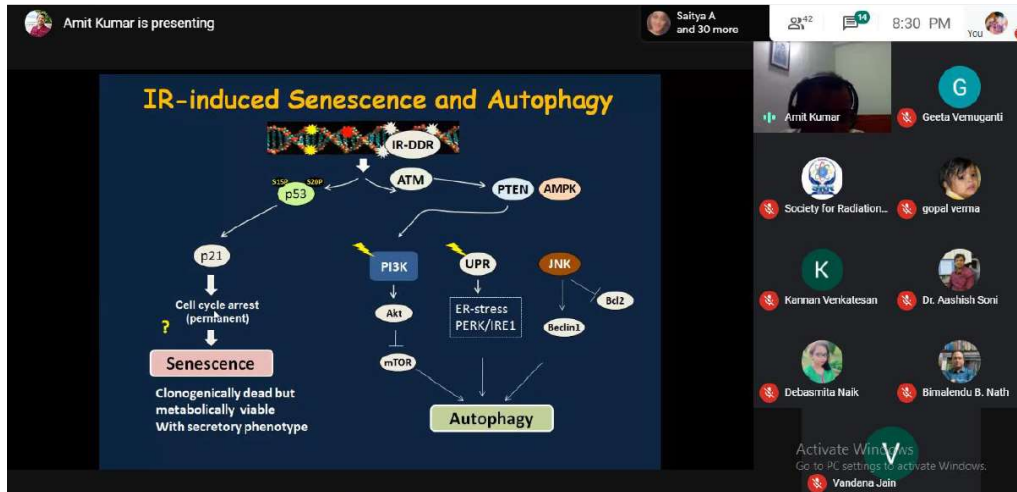 Amit Kumar is presenting
Saitya A
and 30 more
42
14
8:30 PM
You
IR-induced Senescence and Autophagy
IR-DDR
S15P
S20P
p53
ATM
PTEN
AMPK
p21
PI3K
UPR
JNK
Cell cycle arrest
(permanent)
?
Akt
ER-stress
PERK/IRE1
Bcl2
Beclin1
Senescence
mTOR
Clonogenically dead but
metabolically viable
With secretory phenotype
Autophagy
Amit Kumar
G
Geeta Vemuganti
Society for Radiation...
gopal verma
K
Kannan Venkatesan
Dr. Aashish Soni
Debasmita Naik
Bimalendu B. Nath
V
Activate Windows
Go to PC settings to activate Windows.
Vandana Jain